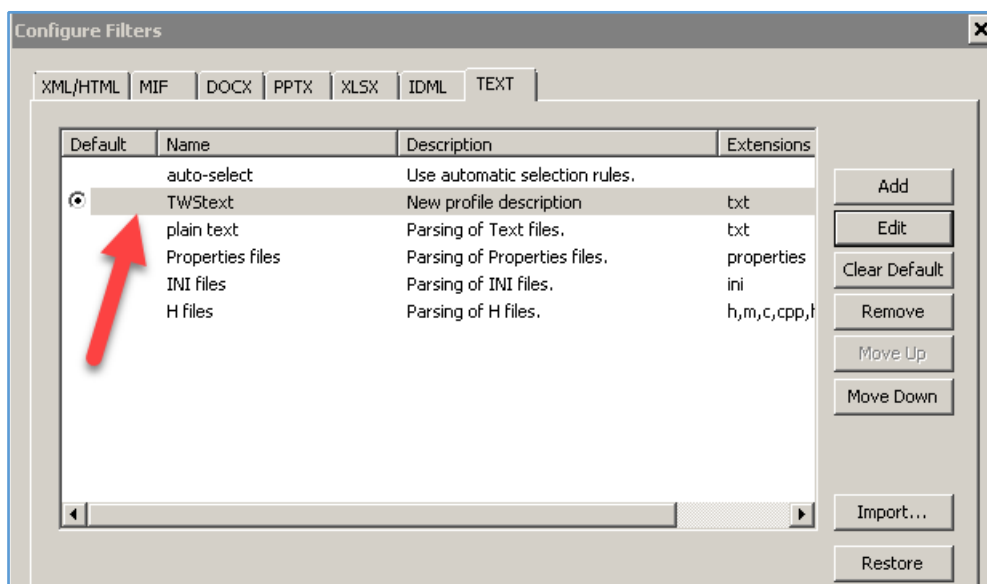 Configure Filters
XML/HTML MIF DOCX PPTX XLSX IDML TEXT
Default Name Description Extensions
auto-select Use automatic selection rules.
TWStext New profile description txt
plain text Parsing of Text files. txt
Properties files Parsing of Properties files. properties
INI files Parsing of INI files. ini
H files Parsing of H files. h,m,c,cpp,h
Add
Edit
Clear Default
Remove
Move Up
Move Down
Import...
Restore